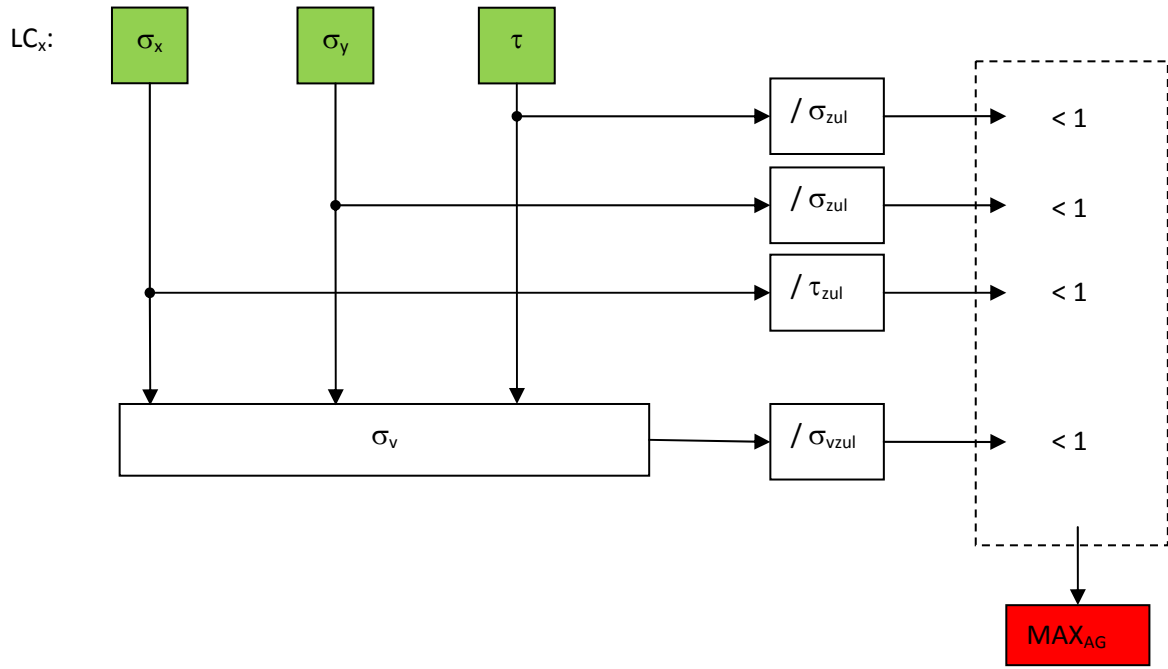 LCx: σx σy τ
/ σzul < 1
/ σzul < 1
/ τzul < 1
σv / σvzul < 1
MAXAG